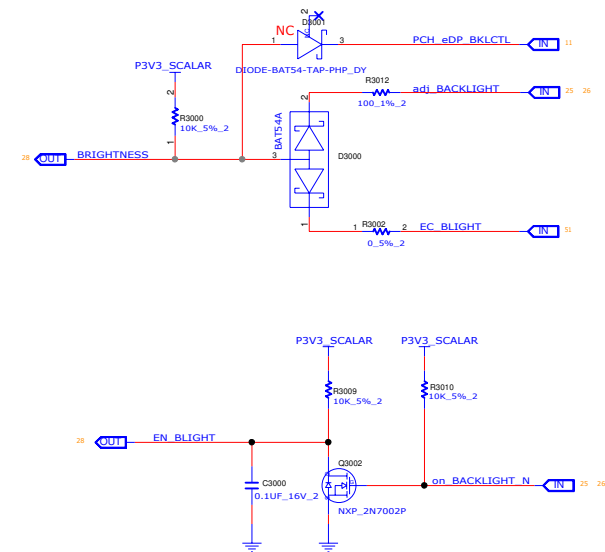 2
D3001
NC
1
3
PCH_eDP_BKLCTL
IN
11
DIODE-BAT54-TAP-PHP_DY
P3V3_SCALAR
R3012
adj_BACKLIGHT
IN
25 26
100_1%_2
2
R3000
10K_5%_2
1
2
BAT54A
28
OUT
BRIGHTNESS
3
D3000
1
1
R3002
2
EC_BLIGHT
IN
51
0_5%_2
P3V3_SCALAR
P3V3_SCALAR
R3009
10K_5%_2
R3010
10K_5%_2
28
OUT
EN_BLIGHT
Q3002
C3000
0.1UF_16V_2
on_BACKLIGHT_N
IN
25 26
NXP_2N7002P